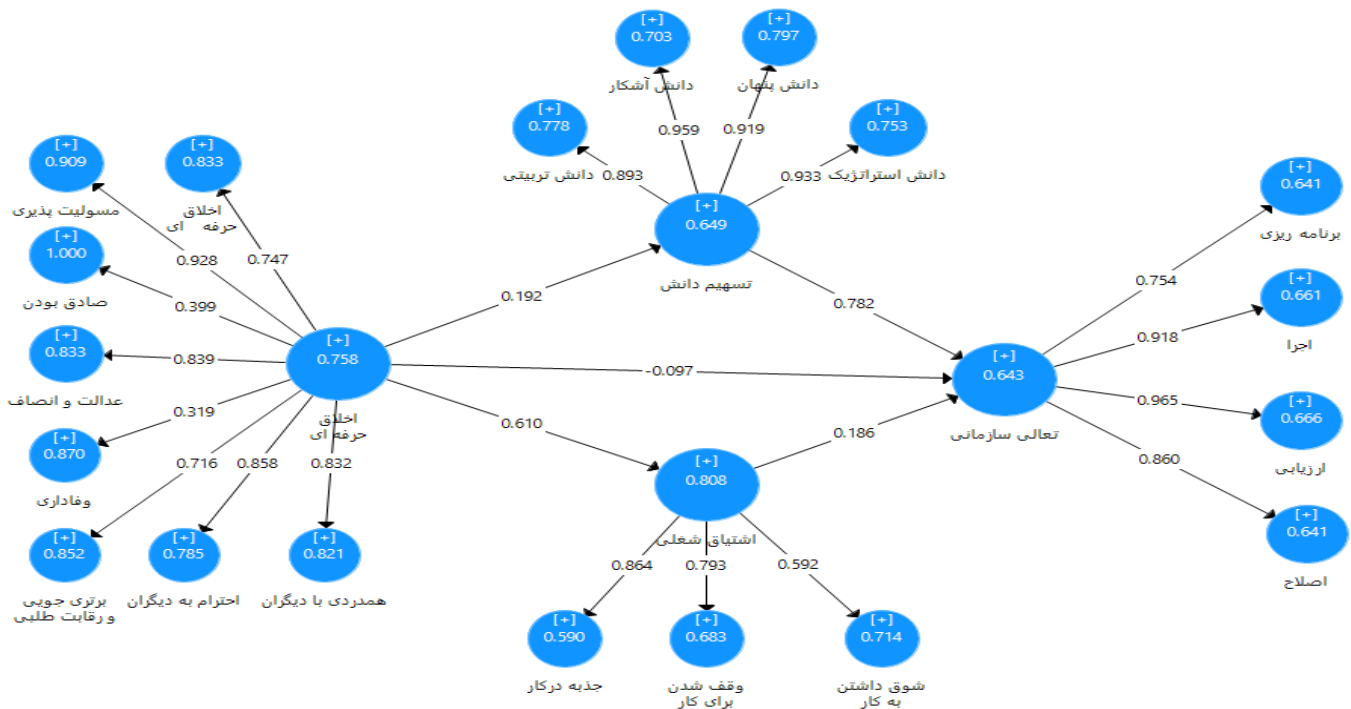 [+]
0.703
دانش آشکار
[+]
0.797
دانش پنهان
[+]
0.778
دانش تربیتی
[+]
0.753
دانش استراتژیک
0.959
0.919
0.893
0.933
[+]
0.649
تسهیم دانش
[+]
0.909
مسولیت پذیری
[+]
0.833
اخلاق
حرفه ای
[+]
1.000
صادق بودن
[+]
0.833
عدالت و انصاف
[+]
0.870
وفاداری
[+]
0.852
برتری جویی
و رقابت طلبی
[+]
0.785
احترام به دیگران
[+]
0.821
همدردی با دیگران
0.928
0.747
0.399
0.839
0.319
0.716
0.858
0.832
[+]
0.758
اخلاق
حرفه ای
0.192
-0.097
0.610
0.782
0.186
[+]
0.808
اشتیاق شغلی
0.864
0.793
0.592
[+]
0.590
جذبه درکار
[+]
0.683
وقف شدن
برای کار
[+]
0.714
شوق داشتن
به کار
[+]
0.643
تعالی سازمانی
0.754
0.918
0.965
0.860
[+]
0.641
برنامه ریزی
[+]
0.661
اجرا
[+]
0.666
ارزیابی
[+]
0.641
اصلاح